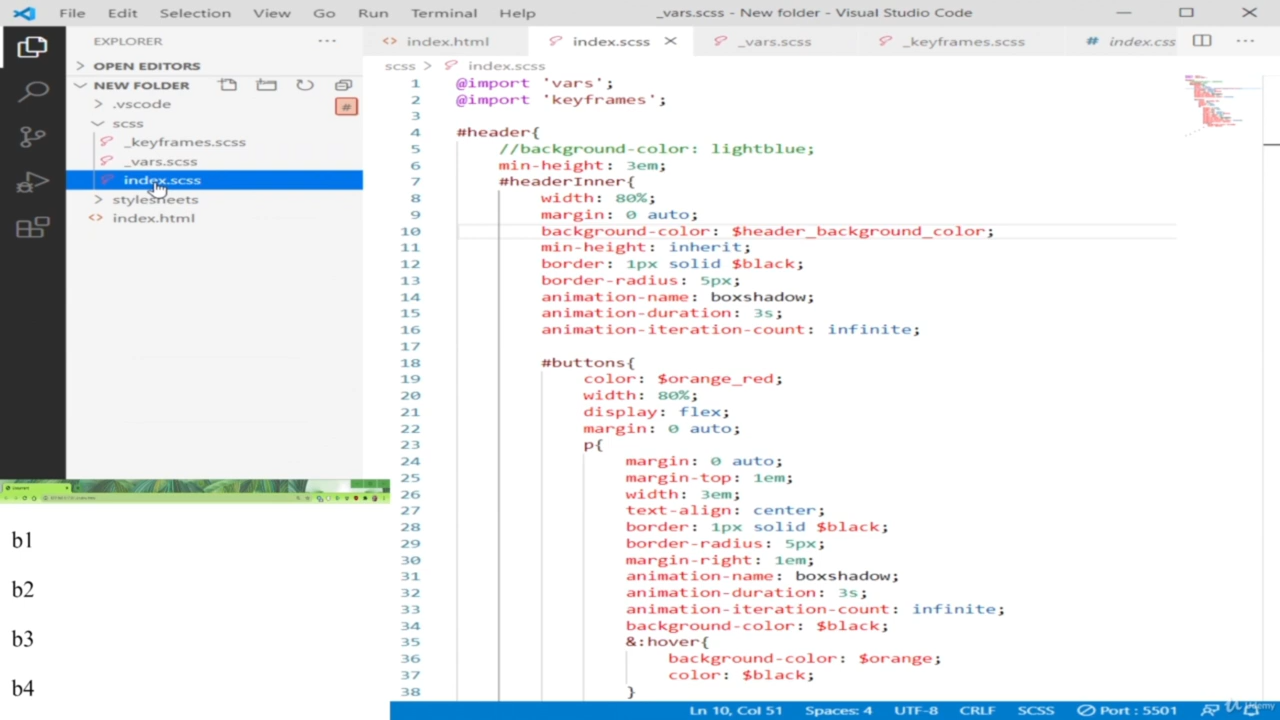 File Edit Selection View Go Run Terminal Help _vars.scss - New folder - Visual Studio Code
EXPLORER
OPEN EDITORS
NEW FOLDER
.vscode
#
scss
_keyframes.scss
_vars.scss
index.scss
stylesheets
index.html
index.html index.scss _vars.scss _keyframes.scss # index.css
scss > index.scss
1 @import 'vars';
2 @import 'keyframes';
3
4 #header{
5 //background-color: lightblue;
6 min-height: 3em;
7 #headerInner{
8 width: 80%;
9 margin: 0 auto;
10 background-color: $header_background_color;
11 min-height: inherit;
12 border: 1px solid $black;
13 border-radius: 5px;
14 animation-name: boxshadow;
15 animation-duration: 3s;
16 animation-iteration-count: infinite;
17
18 #buttons{
19 color: $orange_red;
20 width: 80%;
21 display: flex;
22 margin: 0 auto;
23 p{
24 margin: 0 auto;
25 margin-top: 1em;
26 width: 3em;
27 text-align: center;
28 border: 1px solid $black;
29 border-radius: 5px;
30 margin-right: 1em;
31 animation-name: boxshadow;
32 animation-duration: 3s;
33 animation-iteration-count: infinite;
34 background-color: $black;
35 &:hover{
36 background-color: $orange;
37 color: $black;
38 }
b1
b2
b3
b4
Ln 10, Col 51 Spaces: 4 UTF-8 CRLF SCSS Port : 5501
Udemy